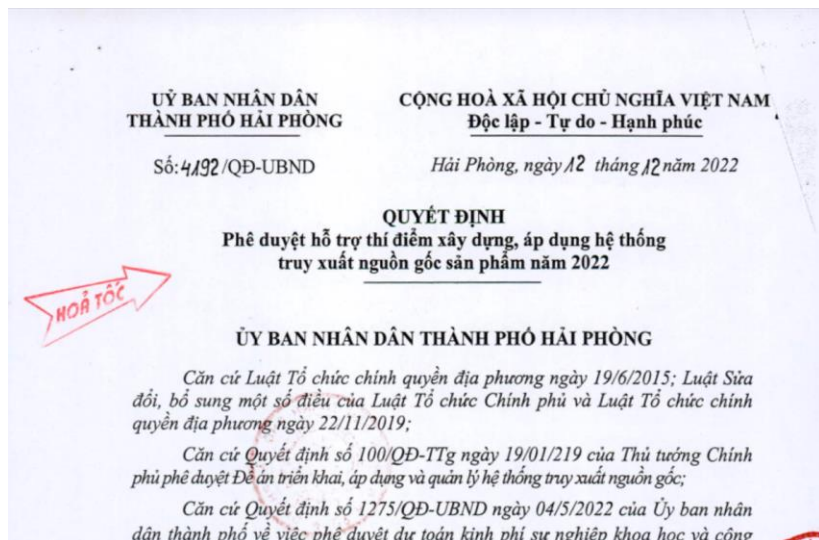 UỶ BAN NHÂN DÂN
THÀNH PHỐ HẢI PHÒNG
CỘNG HOÀ XÃ HỘI CHỦ NGHĨA VIỆT NAM
Độc lập - Tự do - Hạnh phúc
Số: 4192/QĐ-UBND
Hải Phòng, ngày 12 tháng 12 năm 2022
QUYẾT ĐỊNH
Phê duyệt hỗ trợ thí điểm xây dựng, áp dụng hệ thống
truy xuất nguồn gốc sản phẩm năm 2022
HOẢ TỐC
ỦY BAN NHÂN DÂN THÀNH PHỐ HẢI PHÒNG
Căn cứ Luật Tổ chức chính quyền địa phương ngày 19/6/2015; Luật Sửa
đổi, bổ sung một số điều của Luật Tổ chức Chính phủ và Luật Tổ chức chính
quyền địa phương ngày 22/11/2019;
Căn cứ Quyết định số 100/QĐ-TTg ngày 19/01/219 của Thủ tướng Chính
phủ phê duyệt Đề án triển khai, áp dụng và quản lý hệ thống truy xuất nguồn gốc;
Căn cứ Quyết định số 1275/QĐ-UBND ngày 04/5/2022 của Ủy ban nhân
dân thành phố về việc phê duyệt dự toán kinh phí sự nghiệp khoa học và công